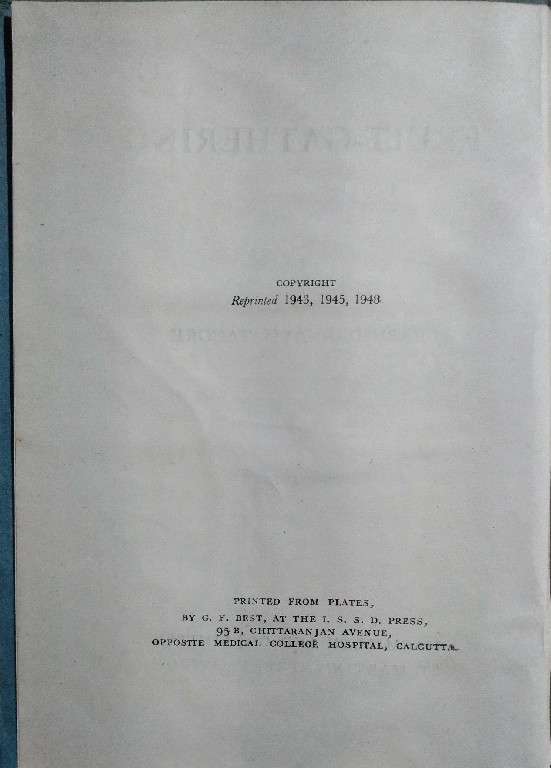 COPYRIGHT
Reprinted 1943, 1945, 1948
PRINTED FROM PLATES,
BY G. F. BEST, AT THE I. S. S. D. PRESS,
95 B, CHITTARANJAN AVENUE,
OPPOSITE MEDICAL COLLEGE HOSPITAL, CALCUTTA.